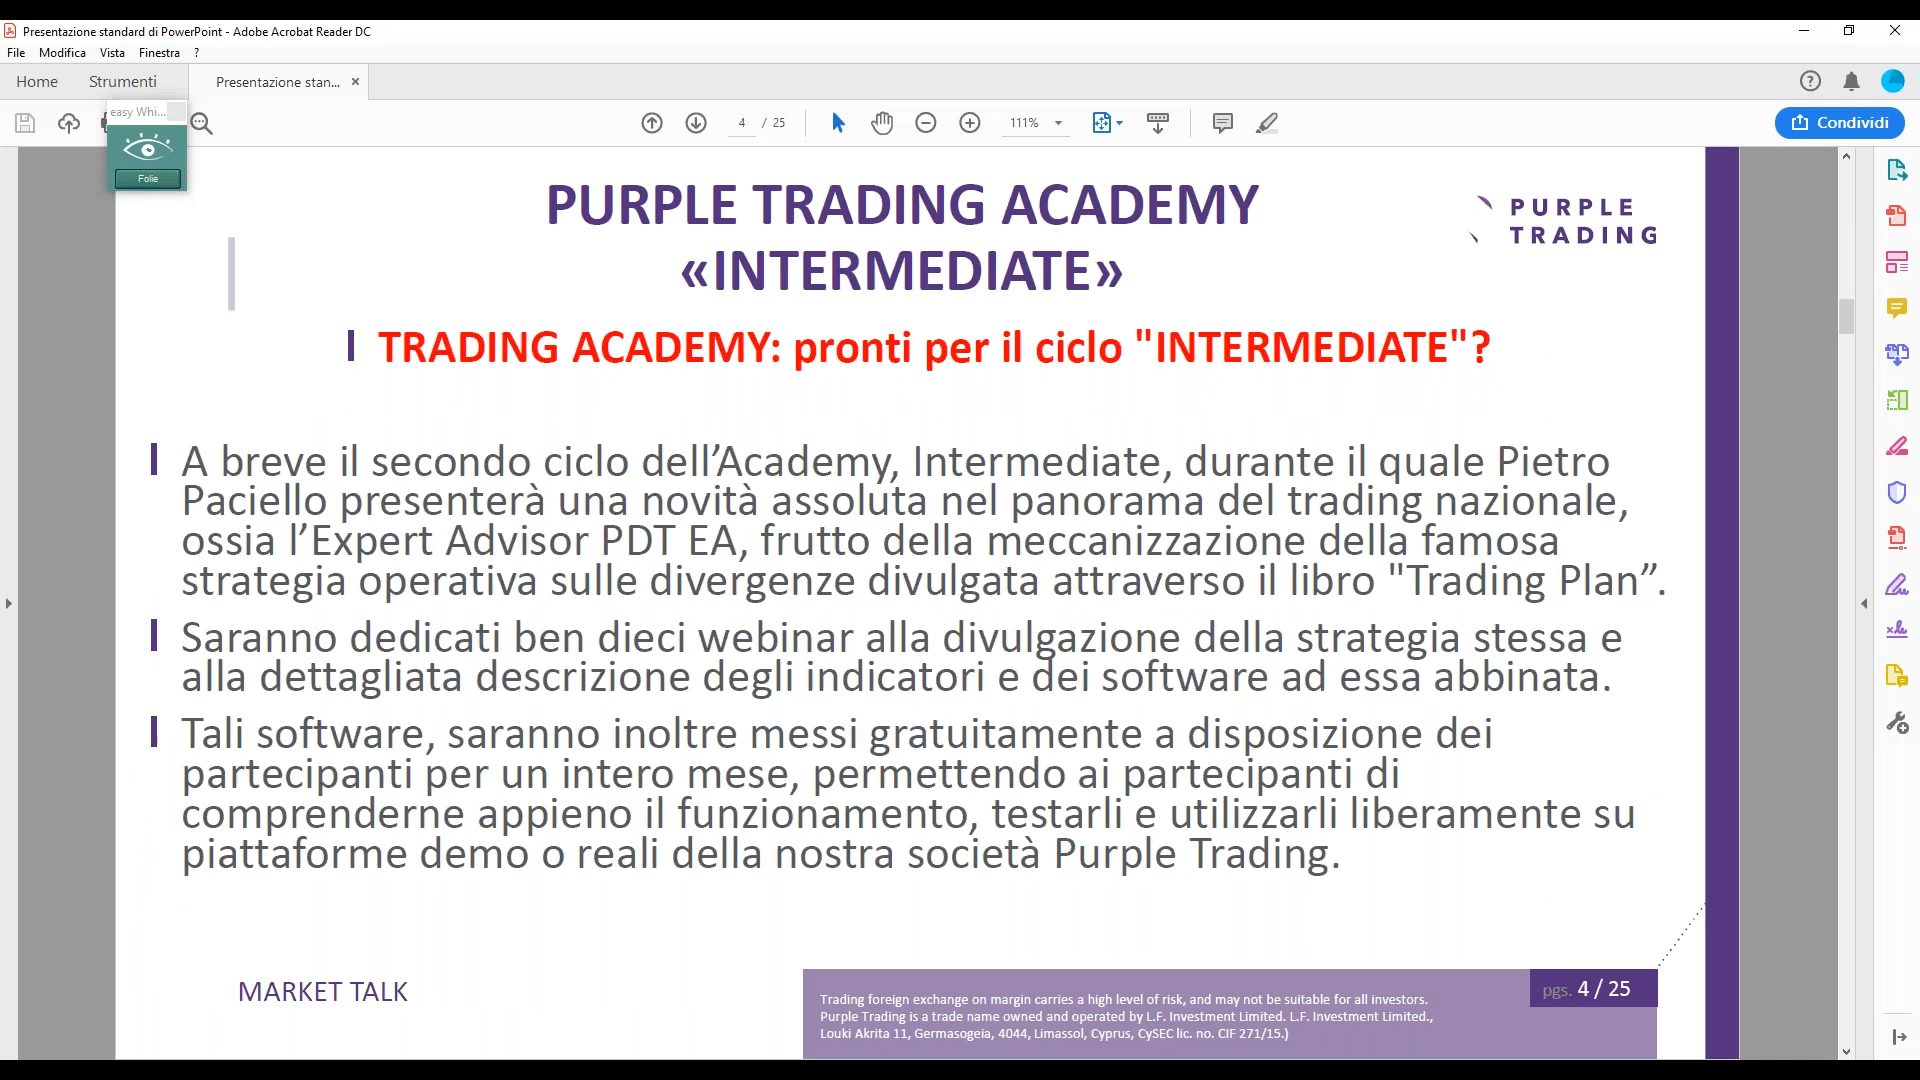 Presentazione standard di PowerPoint - Adobe Acrobat Reader DC
File Modifica Vista Finestra ?
Home Strumenti Presentazione stan... ×
easy Whi...
4 / 25 111% Condividi
Folie
PURPLE TRADING ACADEMY
«INTERMEDIATE»
PURPLE
TRADING
TRADING ACADEMY: pronti per il ciclo "INTERMEDIATE"?
A breve il secondo ciclo dell’Academy, Intermediate, durante il quale Pietro
Paciello presenterà una novità assoluta nel panorama del trading nazionale,
ossia l’Expert Advisor PDT EA, frutto della meccanizzazione della famosa
strategia operativa sulle divergenze divulgata attraverso il libro "Trading Plan”.
Saranno dedicati ben dieci webinar alla divulgazione della strategia stessa e
alla dettagliata descrizione degli indicatori e dei software ad essa abbinata.
Tali software, saranno inoltre messi gratuitamente a disposizione dei
partecipanti per un intero mese, permettendo ai partecipanti di
comprenderne appieno il funzionamento, testarli e utilizzarli liberamente su
piattaforme demo o reali della nostra società Purple Trading.
MARKET TALK
Trading foreign exchange on margin carries a high level of risk, and may not be suitable for all investors.
Purple Trading is a trade name owned and operated by L.F. Investment Limited. L.F. Investment Limited.,
Louki Akrita 11, Germasogeia, 4044, Limassol, Cyprus, CySEC lic. no. CIF 271/15.)
pgs. 4 / 25